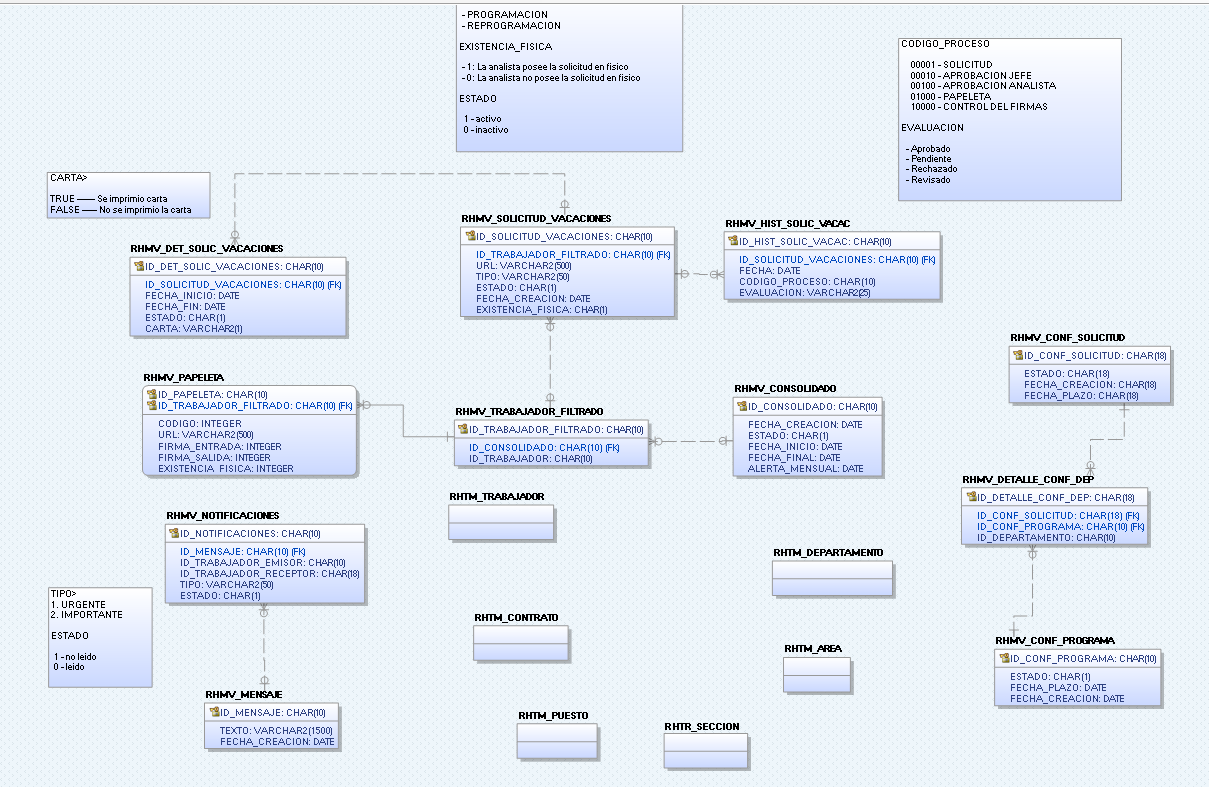 - PROGRAMACION
- REPROGRAMACION
EXISTENCIA_FISICA
- 1: La analista posee la solicitud en fisico
- 0: La analista no posee la solicitud en fisico
ESTADO
1 - activo
0 - inactivo
CODIGO_PROCESO
00001 - SOLICITUD
00010 - APROBACION JEFE
00100 - APROBACION ANALISTA
01000 - PAPELETA
10000 - CONTROL DEL FIRMAS
EVALUACION
- Aprobado
- Pendiente
- Rechazado
- Revisado
CARTA>
TRUE —— Se imprimio carta
FALSE —— No se imprimio la carta
RHMV_DET_SOLIC_VACACIONES
ID_DET_SOLIC_VACACIONES: CHAR(10)
ID_SOLICITUD_VACACIONES: CHAR(10) (FK)
FECHA_INICIO: DATE
FECHA_FIN: DATE
ESTADO: CHAR(1)
CARTA: VARCHAR2(1)
RHMV_SOLICITUD_VACACIONES
ID_SOLICITUD_VACACIONES: CHAR(10)
ID_TRABAJADOR_FILTRADO: CHAR(10) (FK)
URL: VARCHAR2(500)
TIPO: VARCHAR2(50)
ESTADO: CHAR(1)
FECHA_CREACION: DATE
EXISTENCIA_FISICA: CHAR(1)
RHMV_HIST_SOLIC_VACAC
ID_HIST_SOLIC_VACAC: CHAR(10)
ID_SOLICITUD_VACACIONES: CHAR(10) (FK)
FECHA: DATE
CODIGO_PROCESO: CHAR(10)
EVALUACION: VARCHAR2(25)
RHMV_CONF_SOLICITUD
ID_CONF_SOLICITUD: CHAR(18)
ESTADO: CHAR(18)
FECHA_CREACION: CHAR(18)
FECHA_PLAZO: CHAR(18)
RHMV_PAPELETA
ID_PAPELETA: CHAR(10)
ID_TRABAJADOR_FILTRADO: CHAR(10) (FK)
CODIGO: INTEGER
URL: VARCHAR2(500)
FIRMA_ENTRADA: INTEGER
FIRMA_SALIDA: INTEGER
EXISTENCIA_FISICA: INTEGER
RHMV_TRABAJADOR_FILTRADO
ID_TRABAJADOR_FILTRADO: CHAR(10)
ID_CONSOLIDADO: CHAR(10) (FK)
ID_TRABAJADOR: CHAR(10)
RHMV_CONSOLIDADO
ID_CONSOLIDADO: CHAR(10)
FECHA_CREACION: DATE
ESTADO: CHAR(1)
FECHA_INICIO: DATE
FECHA_FINAL: DATE
ALERTA_MENSUAL: DATE
RHMV_DETALLE_CONF_DEP
ID_DETALLE_CONF_DEP: CHAR(18)
ID_CONF_SOLICITUD: CHAR(18) (FK)
ID_CONF_PROGRAMA: CHAR(10) (FK)
ID_DEPARTAMENTO: CHAR(10)
RHTM_TRABAJADOR
RHMV_NOTIFICACIONES
ID_NOTIFICACIONES: CHAR(10)
ID_MENSAJE: CHAR(10) (FK)
ID_TRABAJADOR_EMISOR: CHAR(10)
ID_TRABAJADOR_RECEPTOR: CHAR(18)
TIPO: VARCHAR2(50)
ESTADO: CHAR(1)
RHTM_DEPARTAMENTO
TIPO>
1. URGENTE
2. IMPORTANTE
ESTADO
1 - no leido
0 - leido
RHTM_CONTRATO
RHTM_AREA
RHMV_CONF_PROGRAMA
ID_CONF_PROGRAMA: CHAR(10)
ESTADO: CHAR(1)
FECHA_PLAZO: DATE
FECHA_CREACION: DATE
RHMV_MENSAJE
ID_MENSAJE: CHAR(10)
TEXTO: VARCHAR2(1500)
FECHA_CREACION: DATE
RHTM_PUESTO
RHTR_SECCION